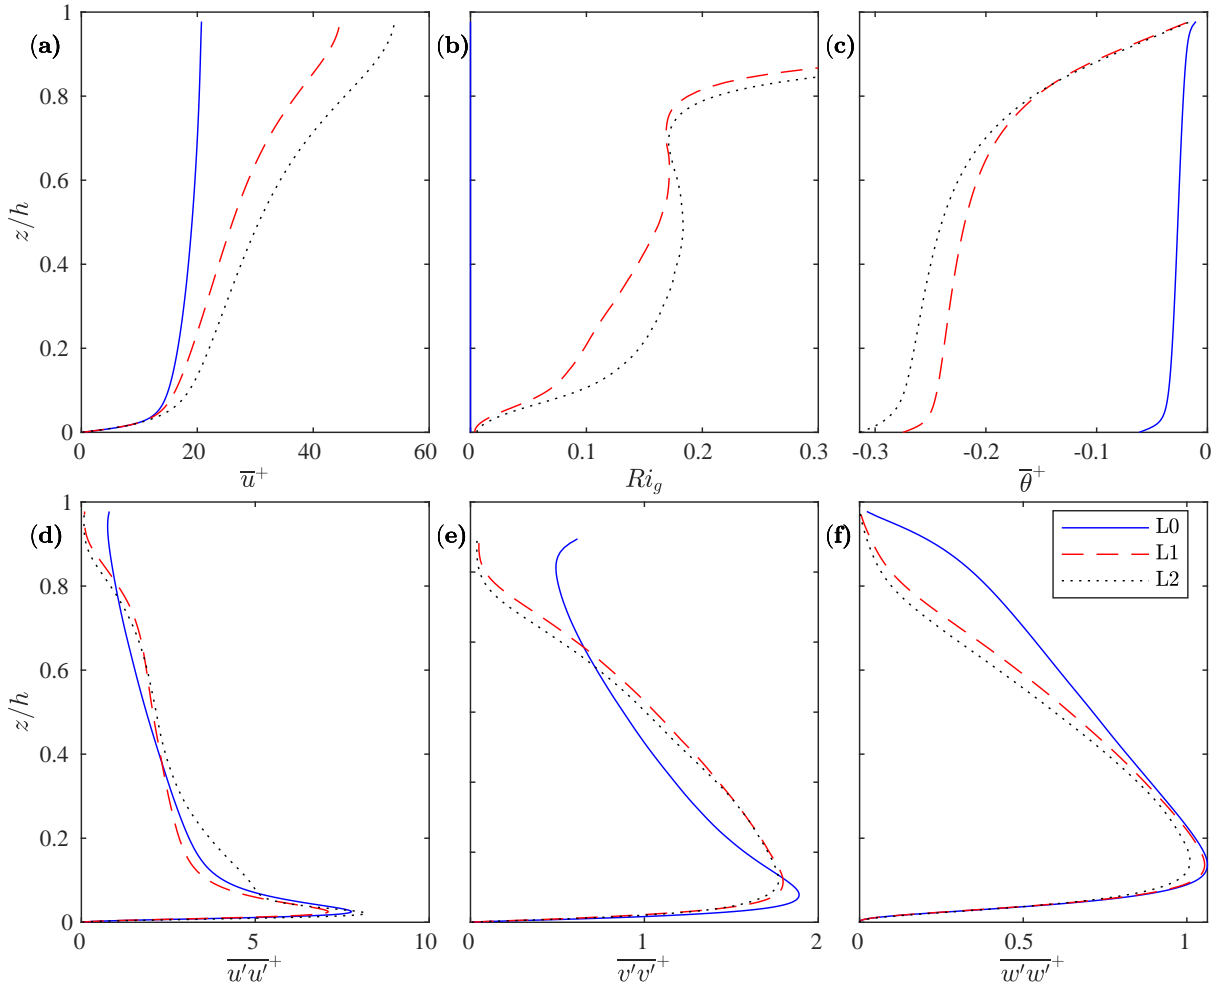 1
0.8
0.6
0.4
0.2
0
z/h
(a)
0 20 40 60
u̅⁺
(b)
0 0.1 0.2 0.3
Ri_g
(c)
-0.3 -0.2 -0.1 0
θ̅⁺
1
0.8
0.6
0.4
0.2
0
z/h
(d)
0 5 10
u′u′⁺
(e)
0 1 2
v′v′⁺
(f)
L0
L1
L2
0 0.5 1
w′w′⁺